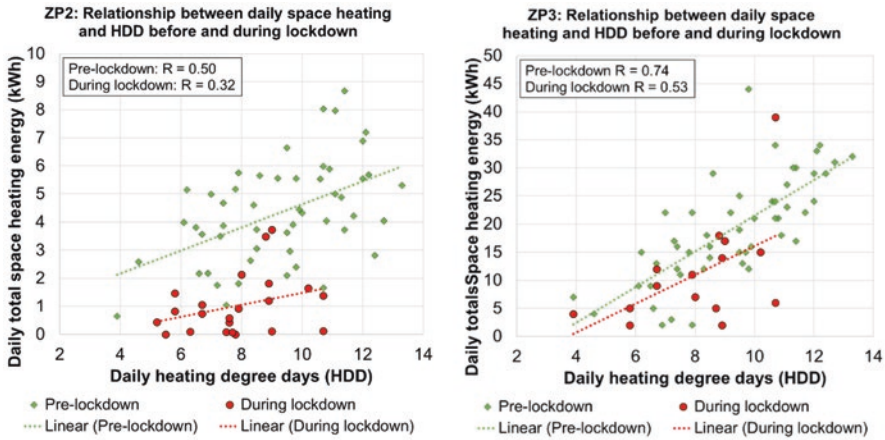 ZP2: Relationship between daily space heating
and HDD before and during lockdown
Pre-lockdown: R = 0.50
During lockdown: R = 0.32
Daily total space heating energy (kWh)
10
9
8
7
6
5
4
3
2
1
0
2 4 6 8 10 12 14
Daily heating degree days (HDD)
Pre-lockdown During lockdown
Linear (Pre-lockdown) Linear (During lockdown)
ZP3: Relationship between daily space
heating and HDD before and during lockdown
Pre-lockdown R = 0.74
During lockdown R = 0.53
Daily totalsSpace heating energy (kWh)
50
45
40
35
30
25
20
15
10
5
0
2 4 6 8 10 12 14
Daily heating degree days (HDD)
Pre-lockdown During lockdown
Linear (Pre-lockdown) Linear (During lockdown)